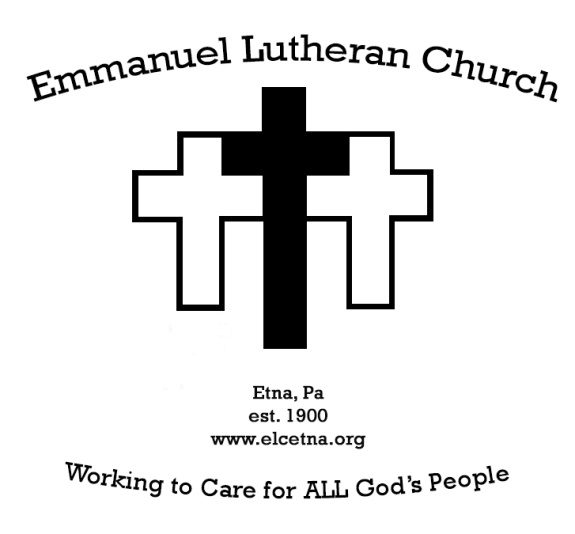 Emmanuel Lutheran Church
Etna, Pa
est. 1900
www.elcetna.org
Working to Care for ALL God's People